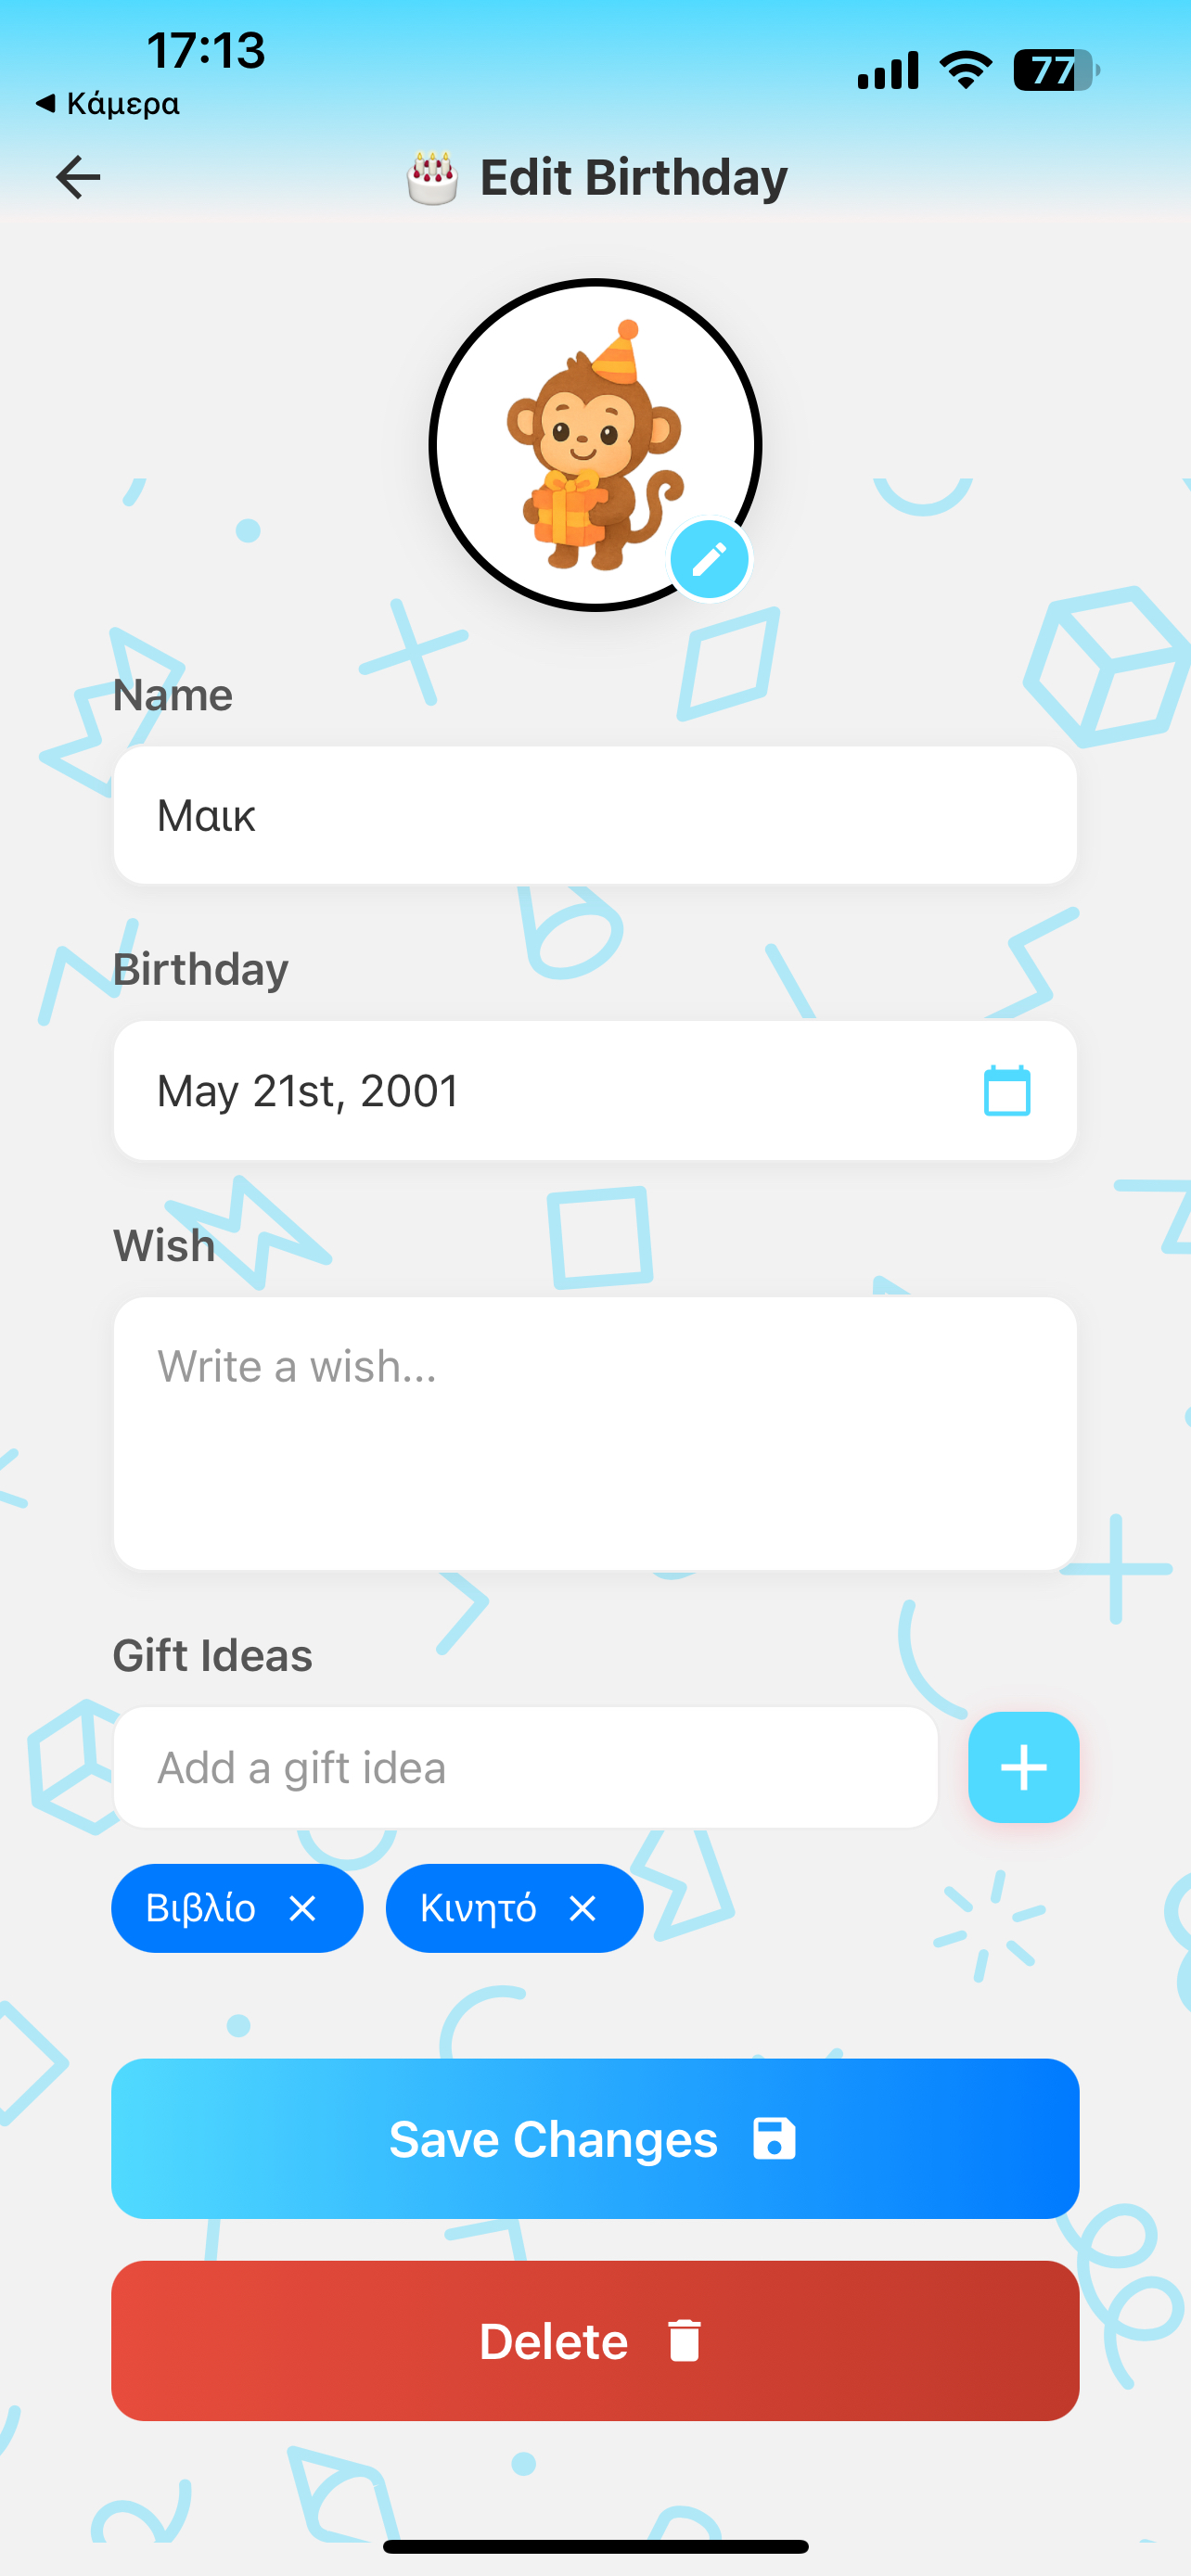 17:13
77
◀ Κάμερα
🎂 Edit Birthday
Name
Μαικ
Birthday
May 21st, 2001
Wish
Write a wish...
Gift Ideas
Add a gift idea
Βιβλίο
Κινητό
Save Changes
Delete